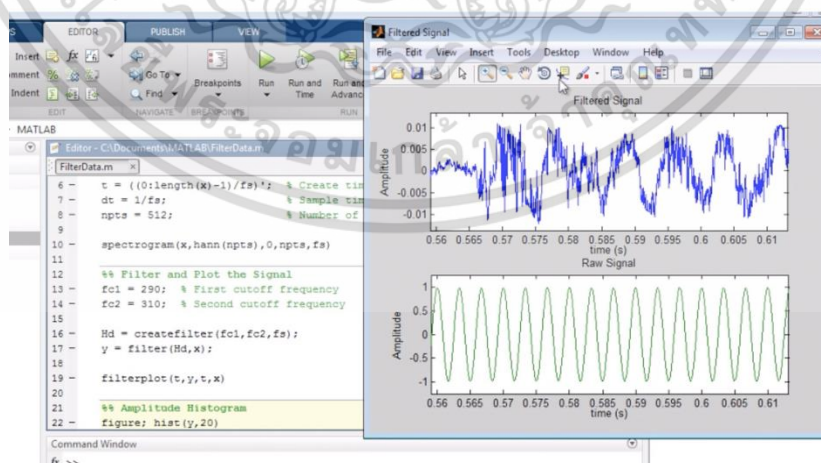 EDITOR PUBLISH VIEW
Insert fx
Go To
Breakpoints Run Run and Time
Indent Find
EDIT NAVIGATE BREAKPOINTS RUN
MATLAB
Editor - C:\Documents\MATLAB\FilterData.m
FilterData.m ×
6 - t = ((0:length(x)-1)/fs)'; % Create
7 - dt = 1/fs; % Sample
8 - npts = 512; % Number of
9
10 - spectrogram(x,hann(npts),0,npts,fs)
11
12 %% Filter and Plot the Signal
13 - fc1 = 290; % First cutoff frequency
14 - fc2 = 310; % Second cutoff frequency
15
16 - Hd = createfilter(fc1,fc2,fs);
17 - y = filter(Hd,x);
18
19 - filterplot(t,y,t,x)
20
21 %% Amplitude Histogram
22 - figure; hist(y,20)
Command Window
fx >>
Filtered Signal
File Edit View Insert Tools Desktop Window Help
Filtered Signal
Amplitude
0.01
0.005
0
-0.005
-0.01
0.56 0.565 0.57 0.575 0.58 0.585 0.59 0.595 0.6 0.605 0.61
time (s)
Raw Signal
Amplitude
1
0.5
0
-0.5
-1
0.56 0.565 0.57 0.575 0.58 0.585 0.59 0.595 0.6 0.605 0.61
time (s)